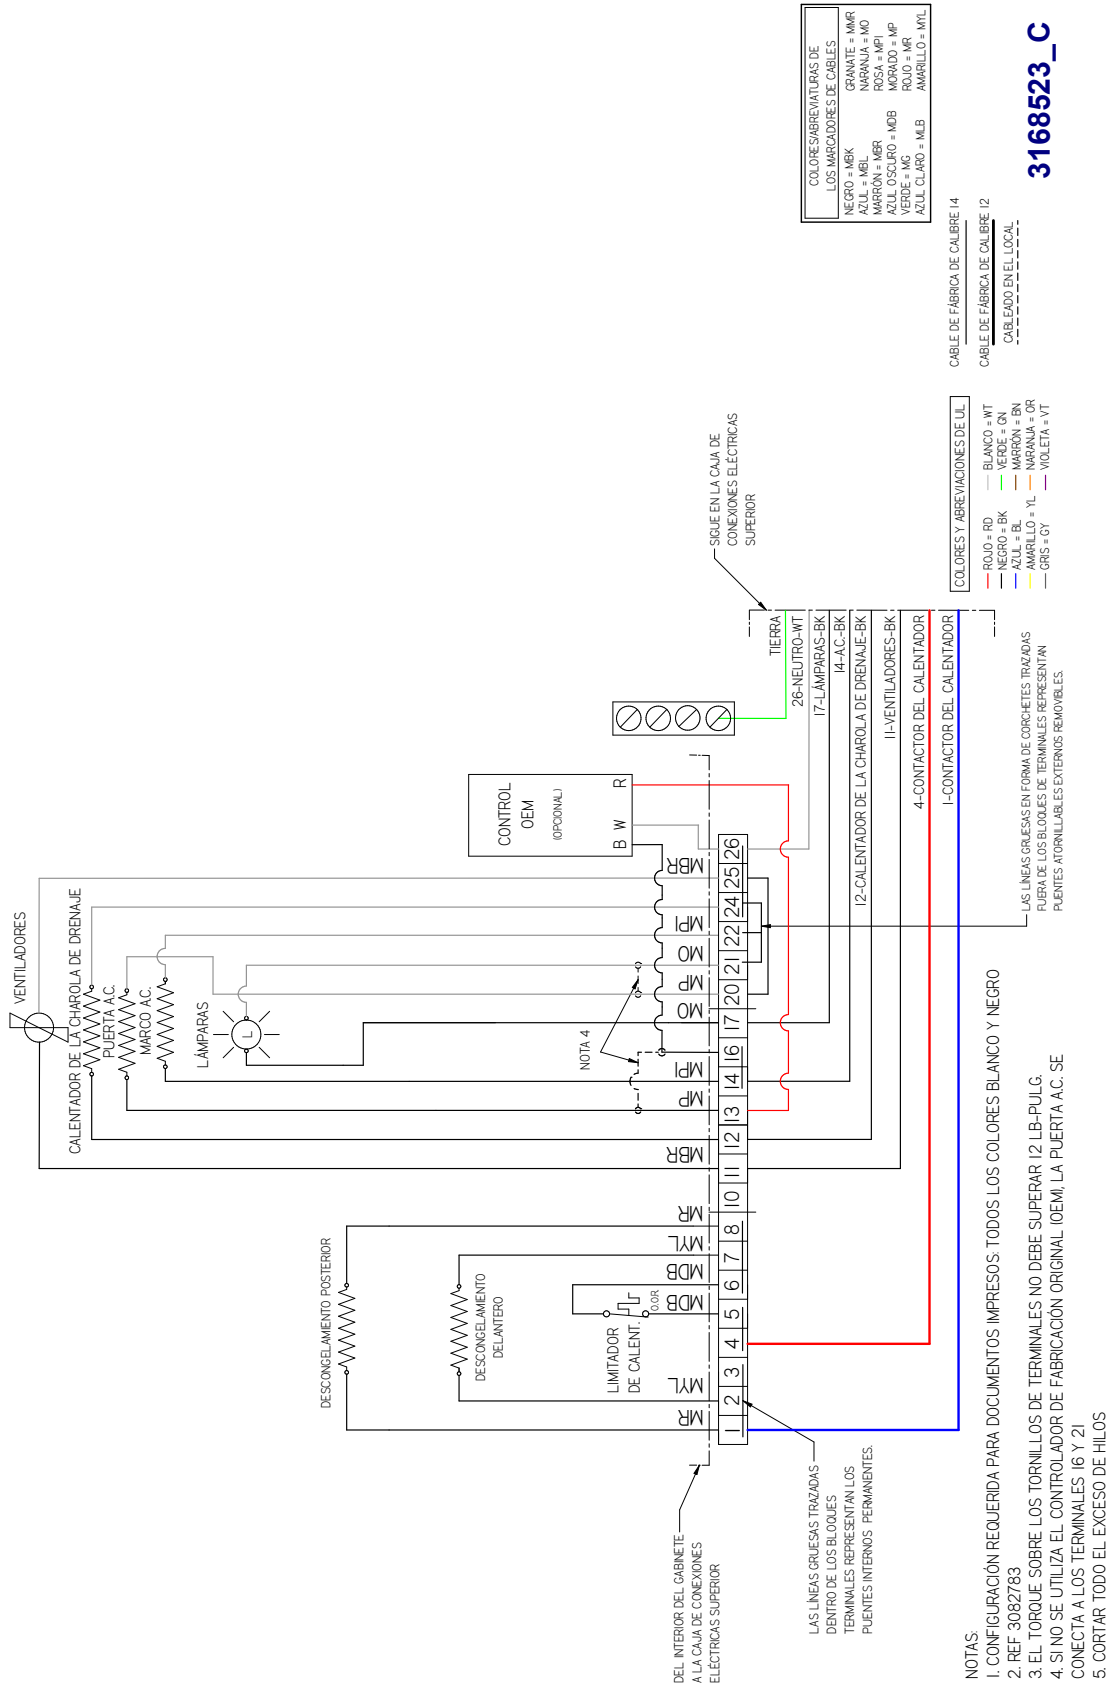 VENTILADORES
CALENTADOR DE LA CHAROLA DE DRENAJE
PUERTA A.C.
MARCO A.C.
LÁMPARAS
L
DESCONGELAMIENTO POSTERIOR
DESCONGELAMIENTO
DELANTERO
LIMITADOR
DE CALENT.
O.O.R.
NOTA 4
CONTROL
OEM
(OPCIONAL)
B W R
MR
MYL
MDB
MDB
MYL
MR
MBR
MP
MPI
MO
MP
MO
MPI
MBR
1 2 3 4 5 6 7 8 10 11 12 13 14 16 17 20 21 22 24 25 26
DEL INTERIOR DEL GABINETE
A LA CAJA DE CONEXIONES
ELÉCTRICAS SUPERIOR
LAS LÍNEAS GRUESAS TRAZADAS
DENTRO DE LOS BLOQUES
TERMINALES REPRESENTAN LOS
PUENTES INTERNOS PERMANENTES.
SIGUE EN LA CAJA DE
CONEXIONES ELÉCTRICAS
SUPERIOR
TIERRA
26-NEUTRO-WT
17-LÁMPARAS-BK
14-A.C.-BK
12-CALENTADOR DE LA CHAROLA DE DRENAJE-BK
11-VENTILADORES-BK
4-CONTACTOR DEL CALENTADOR
1-CONTACTOR DEL CALENTADOR
LAS LÍNEAS GRUESAS EN FORMA DE CORCHETES TRAZADAS
FUERA DE LOS BLOQUES DE TERMINALES REPRESENTAN
PUENTES ATORNILLABLES EXTERNOS REMOVIBLES.
NOTAS:
1. CONFIGURACIÓN REQUERIDA PARA DOCUMENTOS IMPRESOS: TODOS LOS COLORES BLANCO Y NEGRO
2. REF 3082783
3. EL TORQUE SOBRE LOS TORNILLOS DE TERMINALES NO DEBE SUPERAR 12 LB-PULG.
4. SI NO SE UTILIZA EL CONTROLADOR DE FABRICACIÓN ORIGINAL (OEM), LA PUERTA A.C. SE
CONECTA A LOS TERMINALES 16 Y 21
5. CORTAR TODO EL EXCESO DE HILOS
COLORES Y ABREVIACIONES DE UL
ROJO = RD
NEGRO = BK
AZUL = BL
AMARILLO = YL
GRIS = GY
BLANCO = WT
VERDE = GN
MARRÓN = BN
NARANJA = OR
VIOLETA = VT
CABLE DE FÁBRICA DE CALIBRE 14
CABLE DE FÁBRICA DE CALIBRE 12
CABLEADO EN EL LOCAL
COLORES/ABREVIATURAS DE
LOS MARCADORES DE CABLES
NEGRO = MBK
AZUL = MBL
MARRÓN = MBR
AZUL OSCURO = MDB
VERDE = MG
AZUL CLARO = MLB
GRANATE = MMR
NARANJA = MO
ROSA = MPI
MORADO = MP
ROJO = MR
AMARILLO = MYL
3168523_C